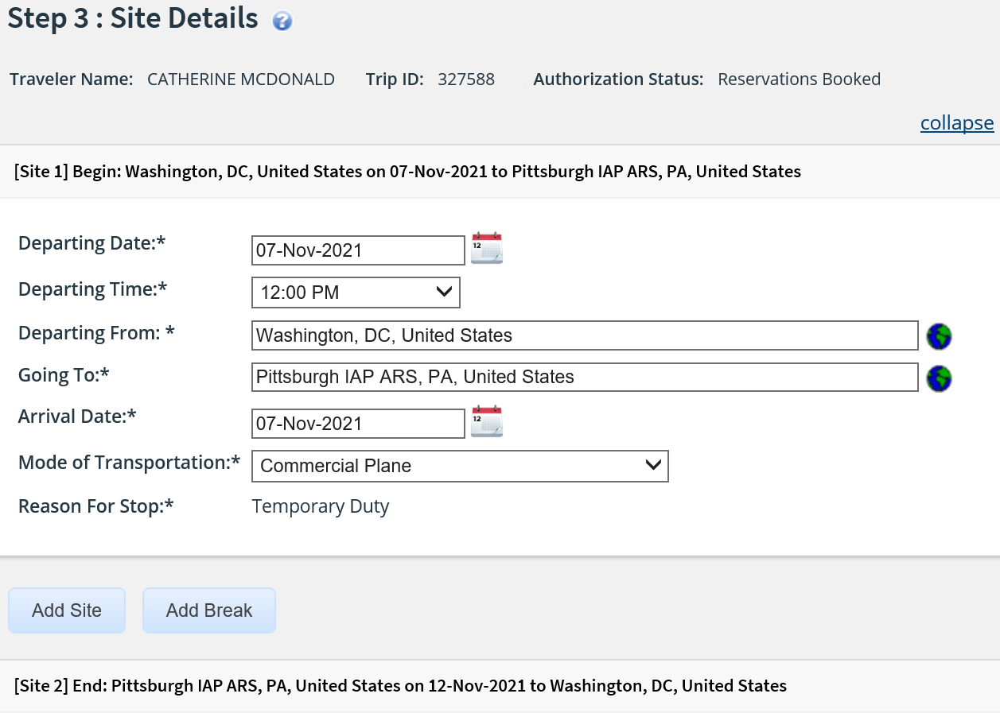 Step 3 : Site Details ?
Traveler Name: CATHERINE MCDONALD Trip ID: 327588 Authorization Status: Reservations Booked
collapse
[Site 1] Begin: Washington, DC, United States on 07-Nov-2021 to Pittsburgh IAP ARS, PA, United States
Departing Date:* 07-Nov-2021 12
Departing Time:* 12:00 PM
Departing From: * Washington, DC, United States
Going To:* Pittsburgh IAP ARS, PA, United States
Arrival Date:* 07-Nov-2021 12
Mode of Transportation:* Commercial Plane
Reason For Stop:* Temporary Duty
Add Site Add Break
[Site 2] End: Pittsburgh IAP ARS, PA, United States on 12-Nov-2021 to Washington, DC, United States